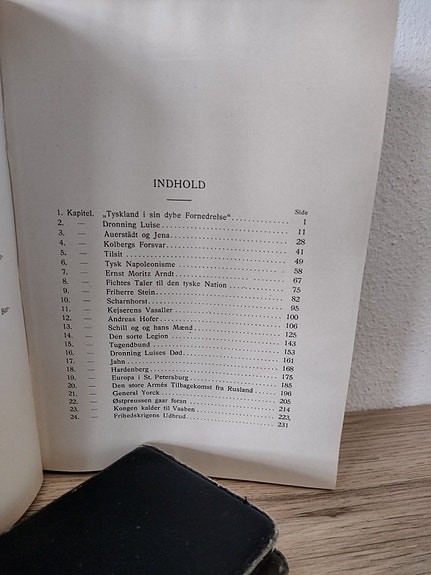 INDHOLD
Side
1. Kapitel. „Tyskland i sin dybe Fornedrelse“ 1
2. — Dronning Luise 11
3. — Auerstädt og Jena 28
4. — Kolbergs Forsvar 41
5. — Tilsit 49
6. — Tysk Napoleonisme 58
7. — Ernst Moritz Arndt 67
8. — Fichtes Taler til den tyske Nation 75
9. — Friherre Stein 82
10. — Scharnhorst 95
11. — Kejserens Vasaller 100
12. — Andreas Hofer 106
13. — Schill og og hans Mænd 125
14. — Den sorte Legion 143
15. — Tugendbund 153
16. — Dronning Luises Død 161
17. — Jahn 168
18. — Hardenberg 175
19. — Europa i St. Petersburg 185
20. — Den store Armés Tilbagekomst fra Rusland 196
21. — General Yorck 205
22. — Østpreussen gaar foran 214
23. — Kongen kalder til Vaaben 223
24. — Frihedskrigens Udbrud 231